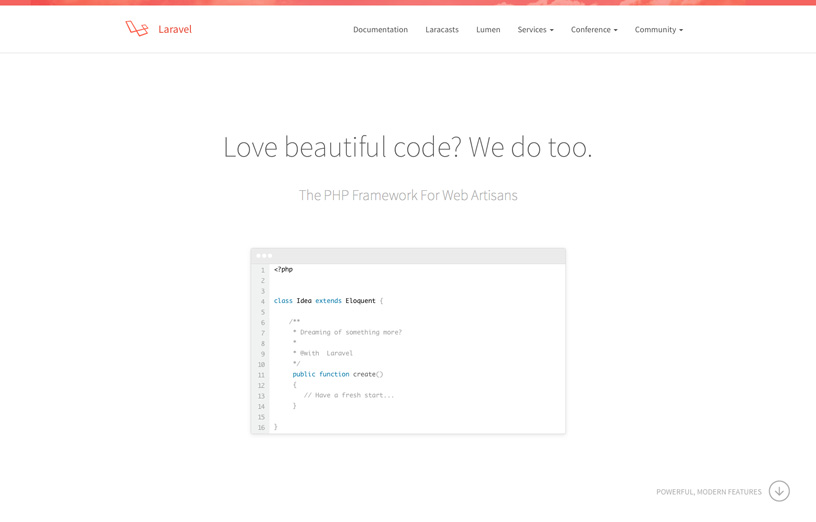 Laravel
Documentation Laracasts Lumen Services Conference Community
Love beautiful code? We do too.
The PHP Framework For Web Artisans
1 <?php
2
3
4 class Idea extends Eloquent {
5
6 /**
7 * Dreaming of something more?
8 *
9 * @with Laravel
10 */
11 public function create()
12 {
13 // Have a fresh start...
14 }
15
16 }
POWERFUL, MODERN FEATURES